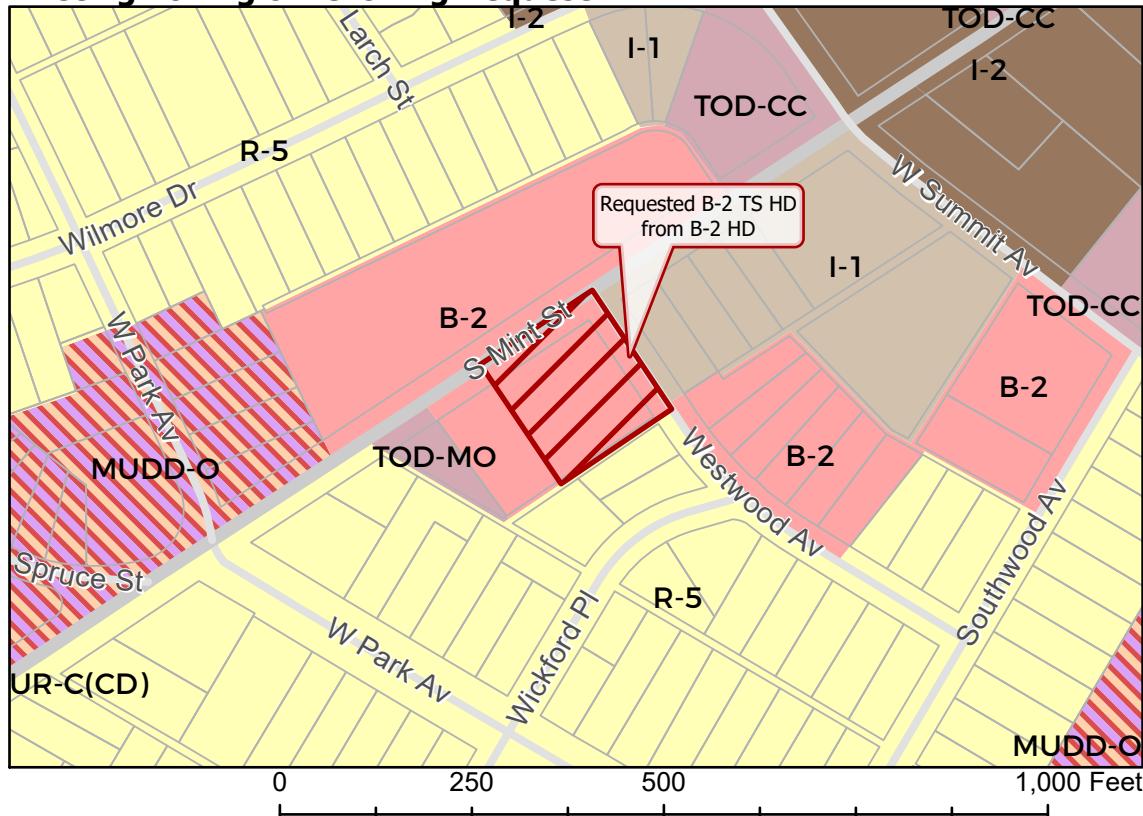 I-2
TOD-CC
Larch St
I-1
I-2
TOD-CC
R-5
W Summit Av
Wilmore Dr
Requested B-2 TS HD
from B-2 HD
I-1
TOD-CC
B-2
S Mint St
W Park Av
B-2
MUDD-O
TOD-MO
B-2
Westwood Av
Spruce St
R-5
Southwood Av
W Park Av
Wickford Pl
UR-C(CD)
MUDD-O
0 250 500 1,000 Feet